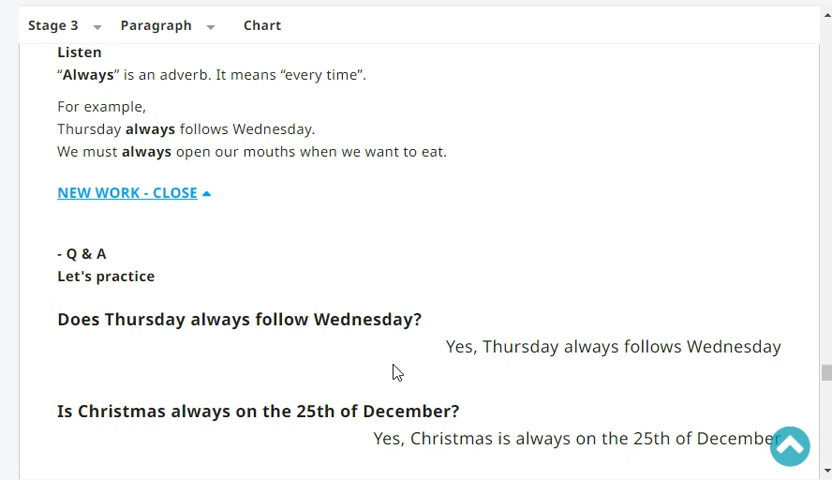 Stage 3 Paragraph Chart
Listen
“Always” is an adverb. It means “every time”.
For example,
Thursday always follows Wednesday.
We must always open our mouths when we want to eat.
NEW WORK - CLOSE
- Q & A
Let's practice
Does Thursday always follow Wednesday?
Yes, Thursday always follows Wednesday
Is Christmas always on the 25th of December?
Yes, Christmas is always on the 25th of December